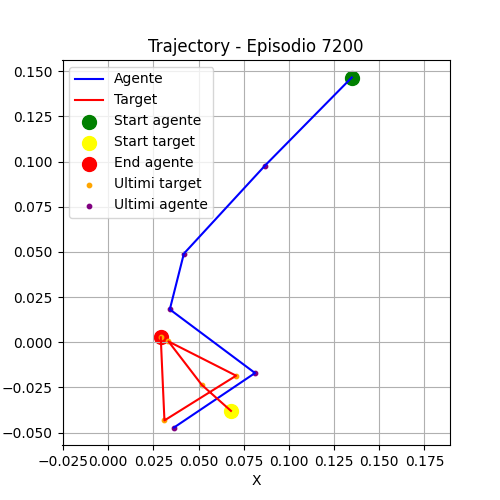 Trajectory - Episodio 7200
Agente
Target
Start agente
Start target
End agente
Ultimi target
Ultimi agente
0.150
0.125
0.100
0.075
0.050
0.025
0.000
−0.025
−0.050
−0.025 0.000 0.025 0.050 0.075 0.100 0.125 0.150 0.175
X